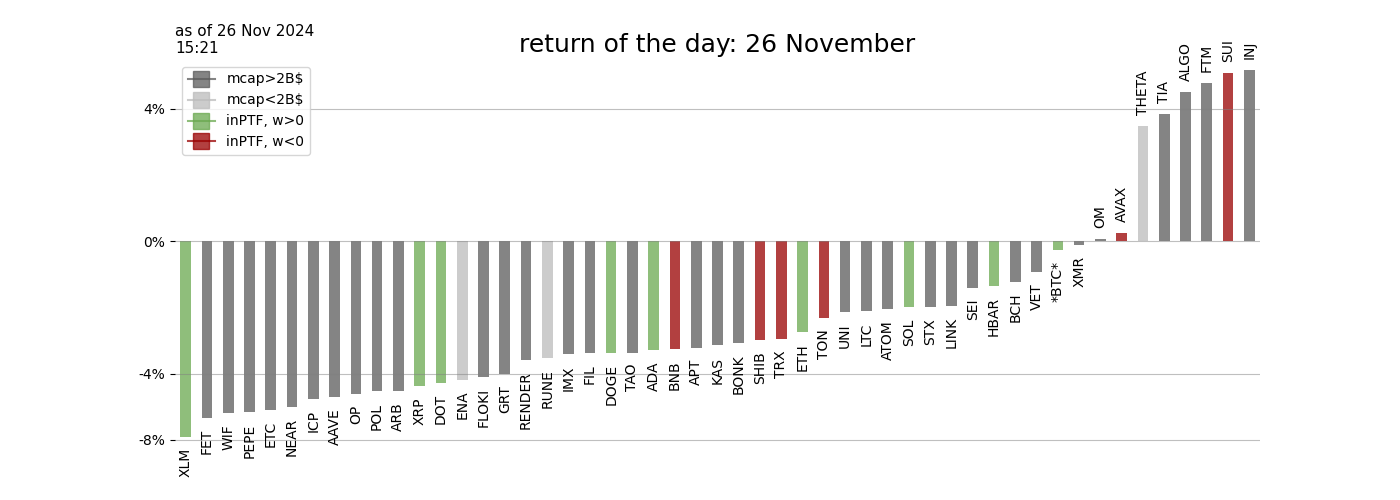 as of 26 Nov 2024
15:21
return of the day: 26 November
mcap>2B$
mcap<2B$
inPTF, w>0
inPTF, w<0
4%
0%
-4%
-8%
XLM
FET
WIF
PEPE
ETC
NEAR
ICP
AAVE
OP
POL
ARB
XRP
DOT
ENA
FLOKI
GRT
RENDER
RUNE
IMX
FIL
DOGE
TAO
ADA
BNB
APT
KAS
BONK
SHIB
TRX
ETH
TON
UNI
LTC
ATOM
SOL
STX
LINK
SEI
HBAR
BCH
VET
*BTC*
XMR
OM
AVAX
THETA
TIA
ALGO
FTM
SUI
INJ